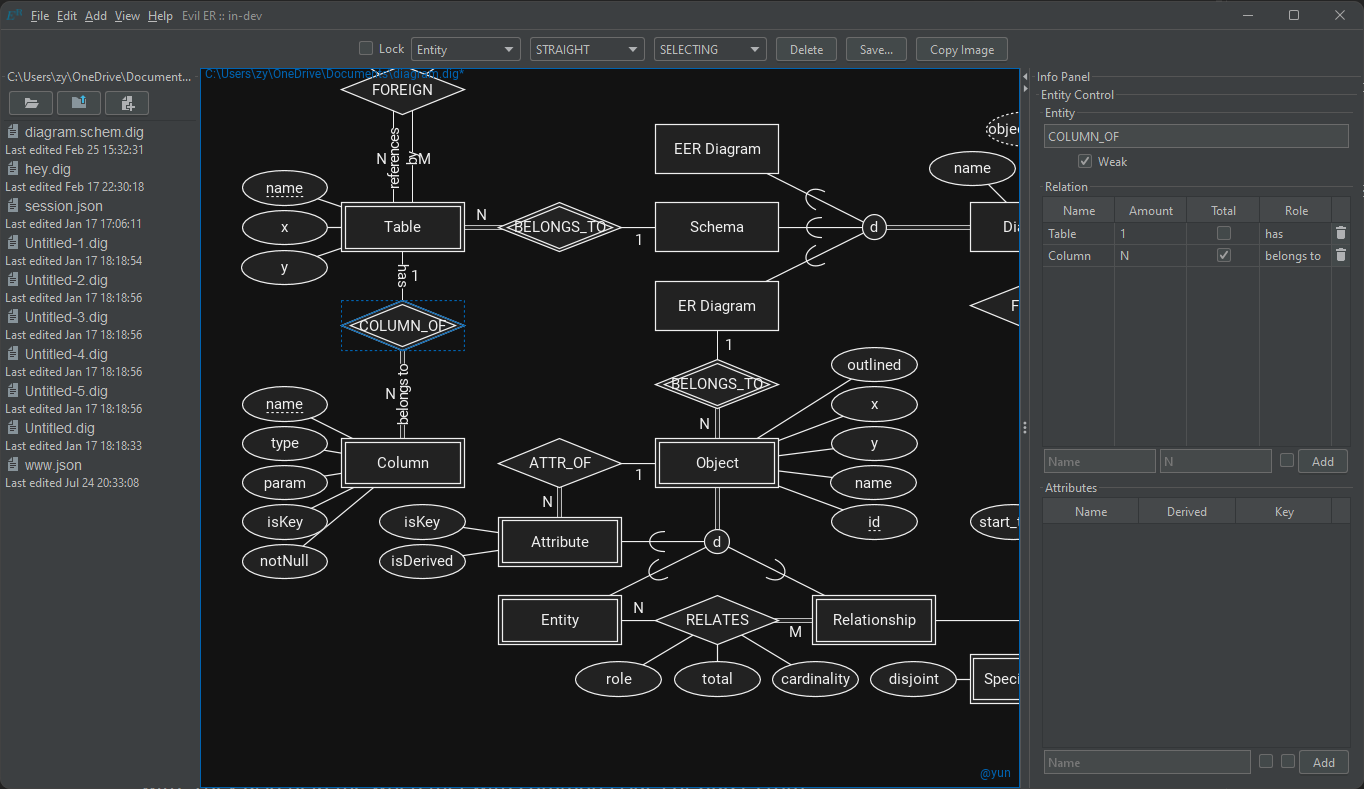 ER File Edit Add View Help Evil ER :: in-dev
Lock Entity STRAIGHT SELECTING Delete Save... Copy Image
C:\Users\zy\OneDrive\Document...
diagram.schem.dig
Last edited Feb 25 15:32:31
hey.dig
Last edited Feb 17 22:30:18
session.json
Last edited Jan 17 17:06:11
Untitled-1.dig
Last edited Jan 17 18:18:54
Untitled-2.dig
Last edited Jan 17 18:18:56
Untitled-3.dig
Last edited Jan 17 18:18:56
Untitled-4.dig
Last edited Jan 17 18:18:56
Untitled-5.dig
Last edited Jan 17 18:18:56
Untitled.dig
Last edited Jan 17 18:18:33
www.json
Last edited Jul 24 20:33:08
C:\Users\zy\OneDrive\Documents\diagram.dig*
FOREIGN
references
by
N
M
name
x
y
Table
N
BELONGS_TO
1
EER Diagram
Schema
ER Diagram
d
name
has
1
COLUMN_OF
N
belongs to
1
BELONGS_TO
N
name
type
param
isKey
notNull
Column
ATTR_OF
1
N
Object
outlined
x
y
name
id
isKey
isDerived
Attribute
d
Entity
N
RELATES
M
Relationship
role
total
cardinality
disjoint
@yun
Info Panel
Entity Control
Entity
COLUMN_OF
Weak
Relation
Name Amount Total Role
Table 1 has
Column N belongs to
Name N Add
Attributes
Name Derived Key
Name Add